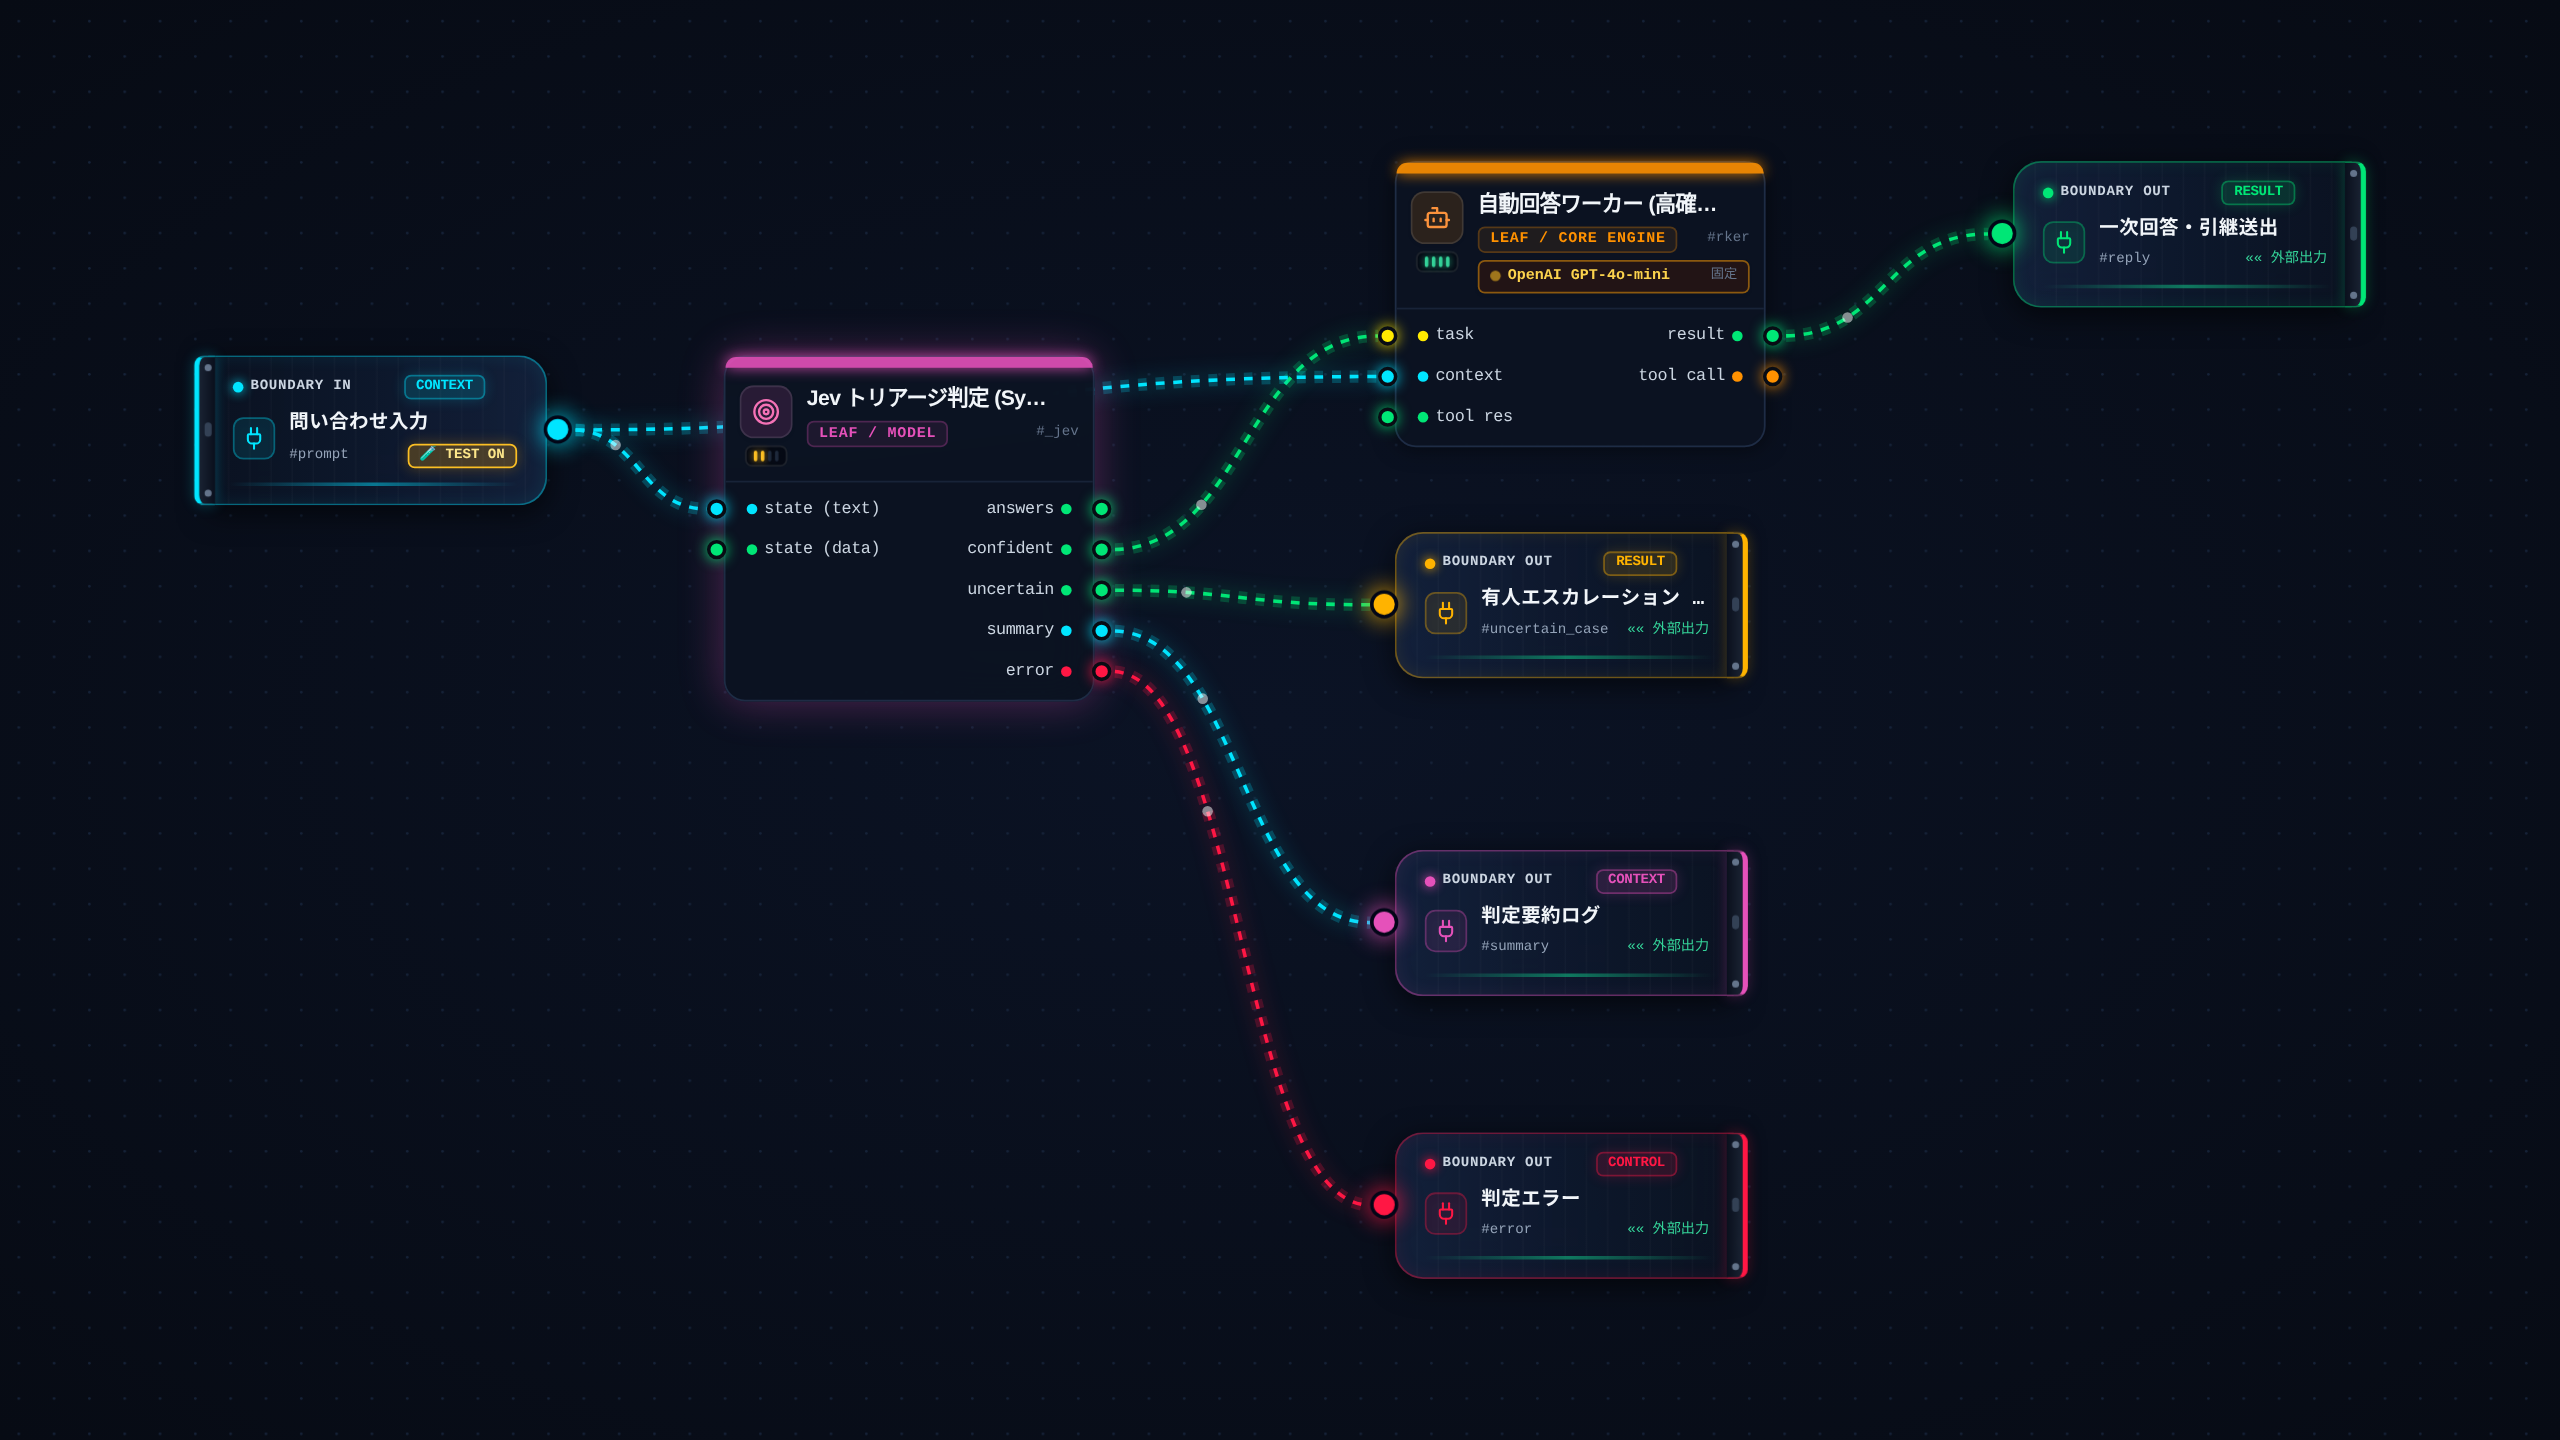 BOUNDARY IN
CONTEXT
問い合わせ入力
#prompt
🧪 TEST ON
Jev トリアージ判定 (Sy…
LEAF / MODEL
#_jev
state (text)
answers
state (data)
confident
uncertain
summary
error
自動回答ワーカー (高確…
LEAF / CORE ENGINE
#rker
OpenAI GPT-4o-mini
固定
task
result
context
tool call
tool res
BOUNDARY OUT
RESULT
一次回答・引継送出
#reply
«« 外部出力
BOUNDARY OUT
RESULT
有人エスカレーション …
#uncertain_case
«« 外部出力
BOUNDARY OUT
CONTEXT
判定要約ログ
#summary
«« 外部出力
BOUNDARY OUT
CONTROL
判定エラー
#error
«« 外部出力